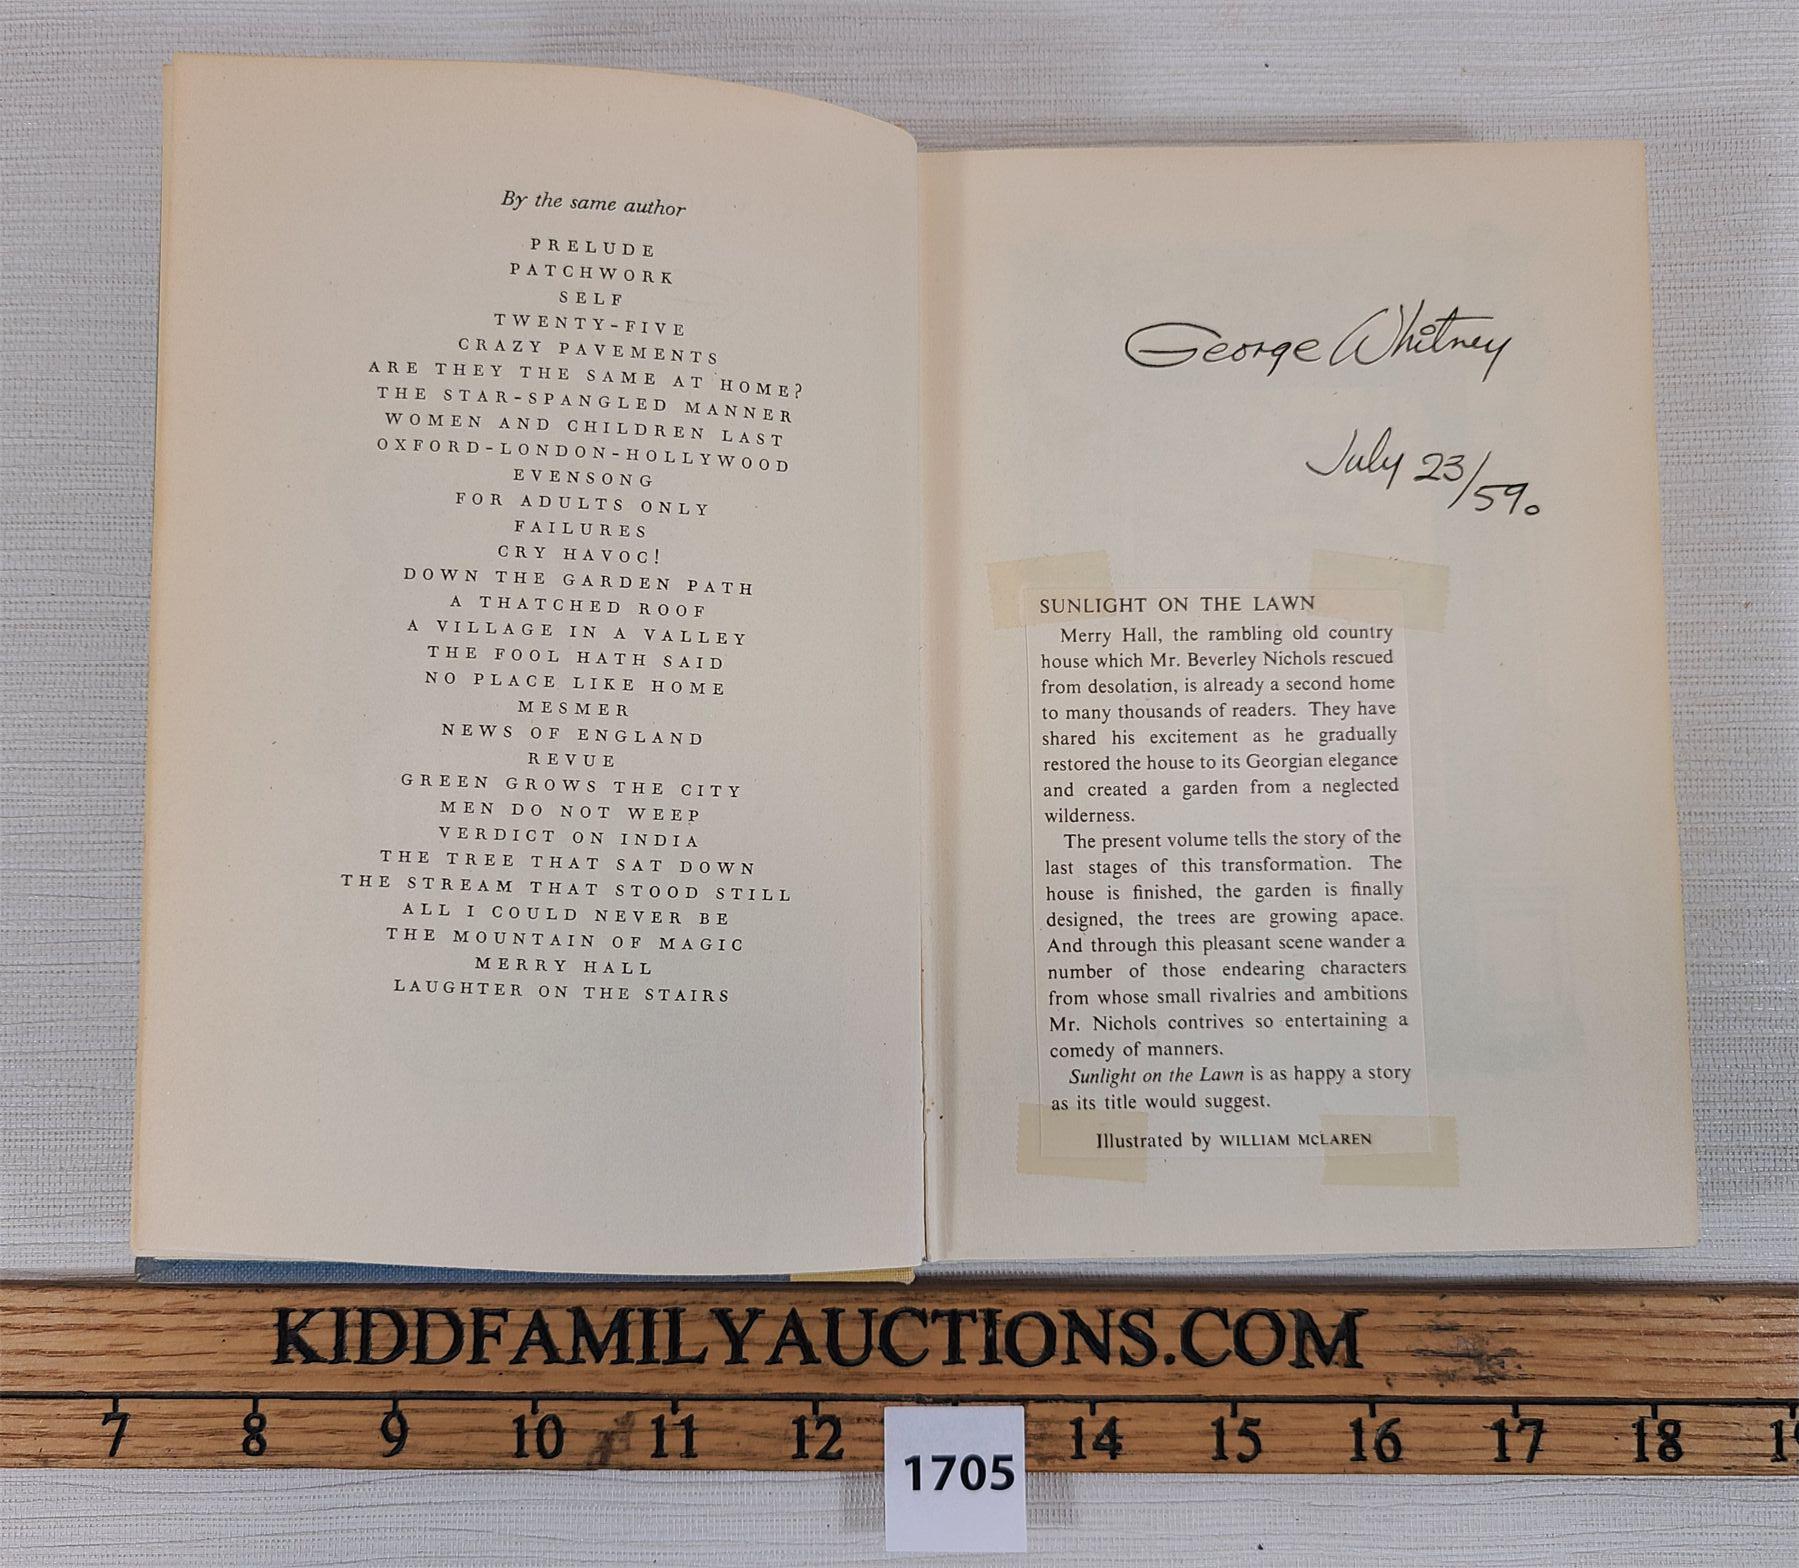 By the same author
PRELUDE
PATCHWORK
SELF
TWENTY-FIVE
CRAZY PAVEMENTS
ARE THEY THE SAME AT HOME?
THE STAR-SPANGLED MANNER
WOMEN AND CHILDREN LAST
OXFORD-LONDON-HOLLYWOOD
EVENSONG
FOR ADULTS ONLY
FAILURES
CRY HAVOC!
DOWN THE GARDEN PATH
A THATCHED ROOF
A VILLAGE IN A VALLEY
THE FOOL HATH SAID
NO PLACE LIKE HOME
MESMER
NEWS OF ENGLAND
REVUE
GREEN GROWS THE CITY
MEN DO NOT WEEP
VERDICT ON INDIA
THE TREE THAT SAT DOWN
THE STREAM THAT STOOD STILL
ALL I COULD NEVER BE
THE MOUNTAIN OF MAGIC
MERRY HALL
LAUGHTER ON THE STAIRS
George Whitney
July 23/59.
SUNLIGHT ON THE LAWN
Merry Hall, the rambling old country
house which Mr. Beverley Nichols rescued
from desolation, is already a second home
to many thousands of readers. They have
shared his excitement as he gradually
restored the house to its Georgian elegance
and created a garden from a neglected
wilderness.
The present volume tells the story of the
last stages of this transformation. The
house is finished, the garden is finally
designed, the trees are growing apace.
And through this pleasant scene wander a
number of those endearing characters
from whose small rivalries and ambitions
Mr. Nichols contrives so entertaining a
comedy of manners.
Sunlight on the Lawn is as happy a story
as its title would suggest.
Illustrated by WILLIAM McLAREN
KIDDFAMILYAUCTIONS.COM
7 8 9 10 11 12 14 15 16 17 18
1705